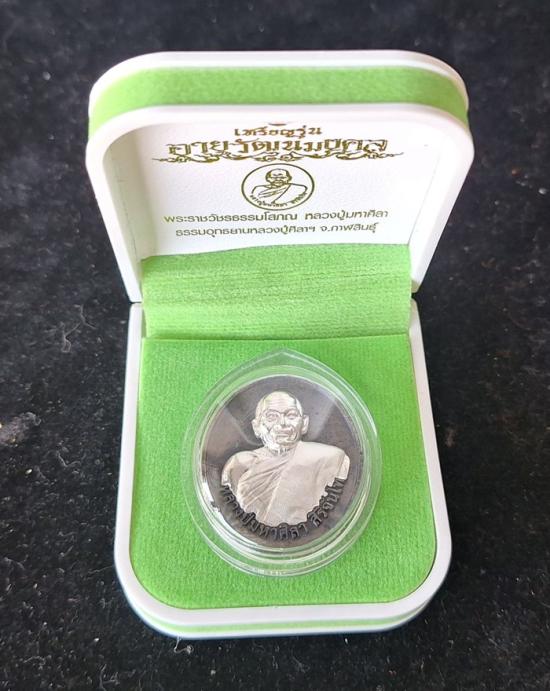 เหรียญรุ่น
อายุวัฒน์มงคล
พระราชวัชรธรรมโสภณ หลวงปู่มหาศิลา
ธรรมอุทธยานหลวงปู่ศิลาฯ จ.กาฬสินธุ์
หลวงปู่มหาศิลา สิริจันโท